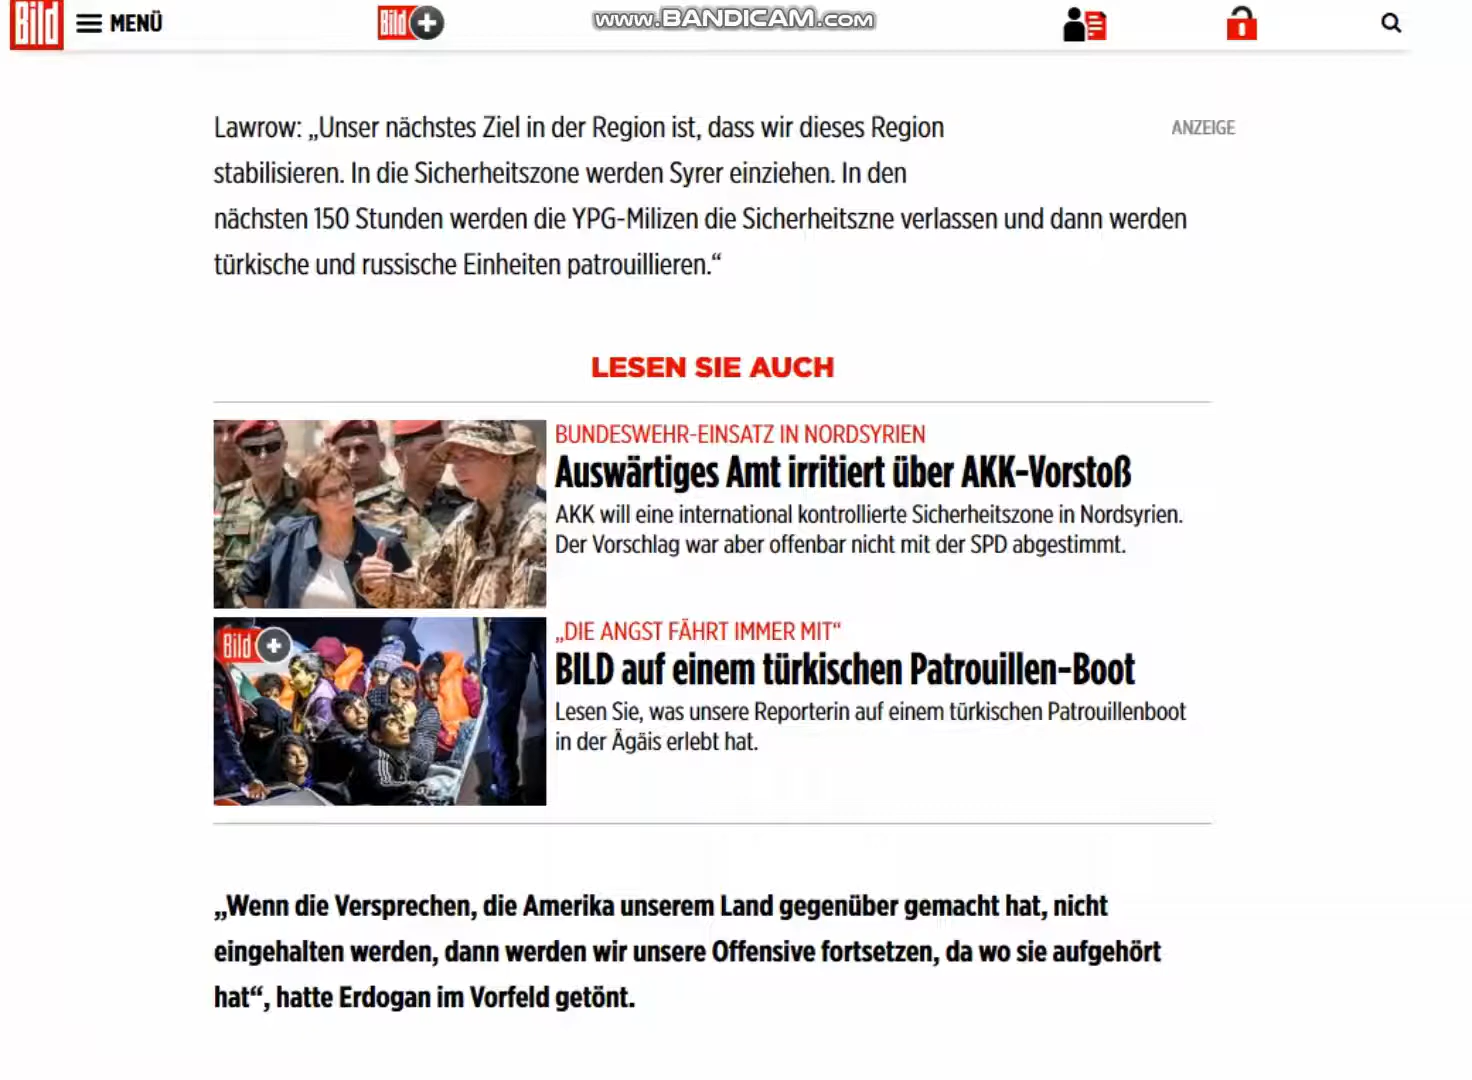 Bild
MENÜ
Bild+
www.BANDICAM.com
Lawrow: „Unser nächstes Ziel in der Region ist, dass wir dieses Region
ANZEIGE
stabilisieren. In die Sicherheitszone werden Syrer einziehen. In den
nächsten 150 Stunden werden die YPG-Milizen die Sicherheitszne verlassen und dann werden
türkische und russische Einheiten patrouillieren.“
LESEN SIE AUCH
BUNDESWEHR-EINSATZ IN NORDSYRIEN
Auswärtiges Amt irritiert über AKK-Vorstoß
AKK will eine international kontrollierte Sicherheitszone in Nordsyrien.
Der Vorschlag war aber offenbar nicht mit der SPD abgestimmt.
Bild+
„DIE ANGST FÄHRT IMMER MIT“
BILD auf einem türkischen Patrouillen-Boot
Lesen Sie, was unsere Reporterin auf einem türkischen Patrouillenboot
in der Ägäis erlebt hat.
„Wenn die Versprechen, die Amerika unserem Land gegenüber gemacht hat, nicht
eingehalten werden, dann werden wir unsere Offensive fortsetzen, da wo sie aufgehört
hat“, hatte Erdogan im Vorfeld getönt.